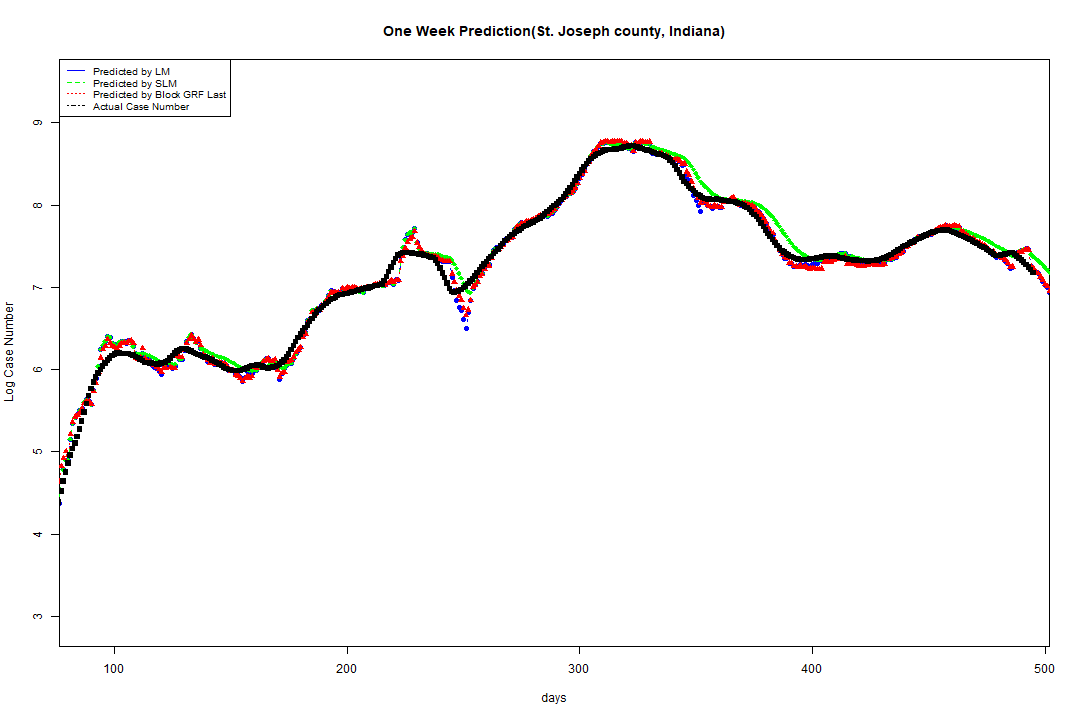 One Week Prediction(St. Joseph county, Indiana)
Predicted by LM
Predicted by SLM
Predicted by Block GRF Last
Actual Case Number
9
8
7
6
5
4
3
Log Case Number
100 200 300 400 500
days